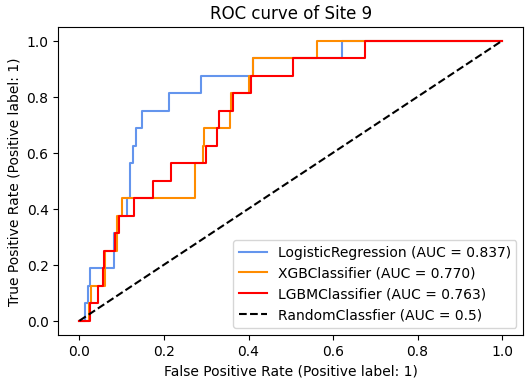 ROC curve of Site 9
True Positive Rate (Positive label: 1)
1.0
0.8
0.6
0.4
0.2
0.0
LogisticRegression (AUC = 0.837)
XGBClassifier (AUC = 0.770)
LGBMClassifier (AUC = 0.763)
RandomClassfier (AUC = 0.5)
0.0 0.2 0.4 0.6 0.8 1.0
False Positive Rate (Positive label: 1)